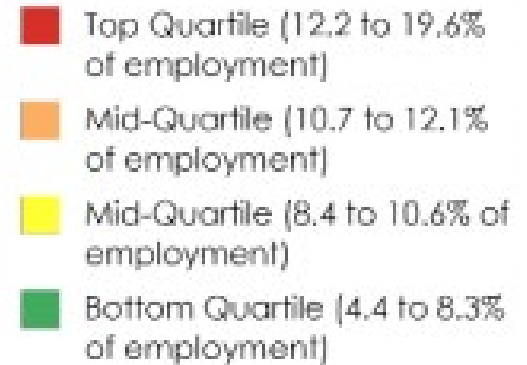 Top Quartile (12.2 to 19.6%
of employment)
Mid-Quartile (10.7 to 12.1%
of employment)
Mid-Quartile (8.4 to 10.6% of
employment)
Bottom Quartile (4.4 to 8.3%
of employment)